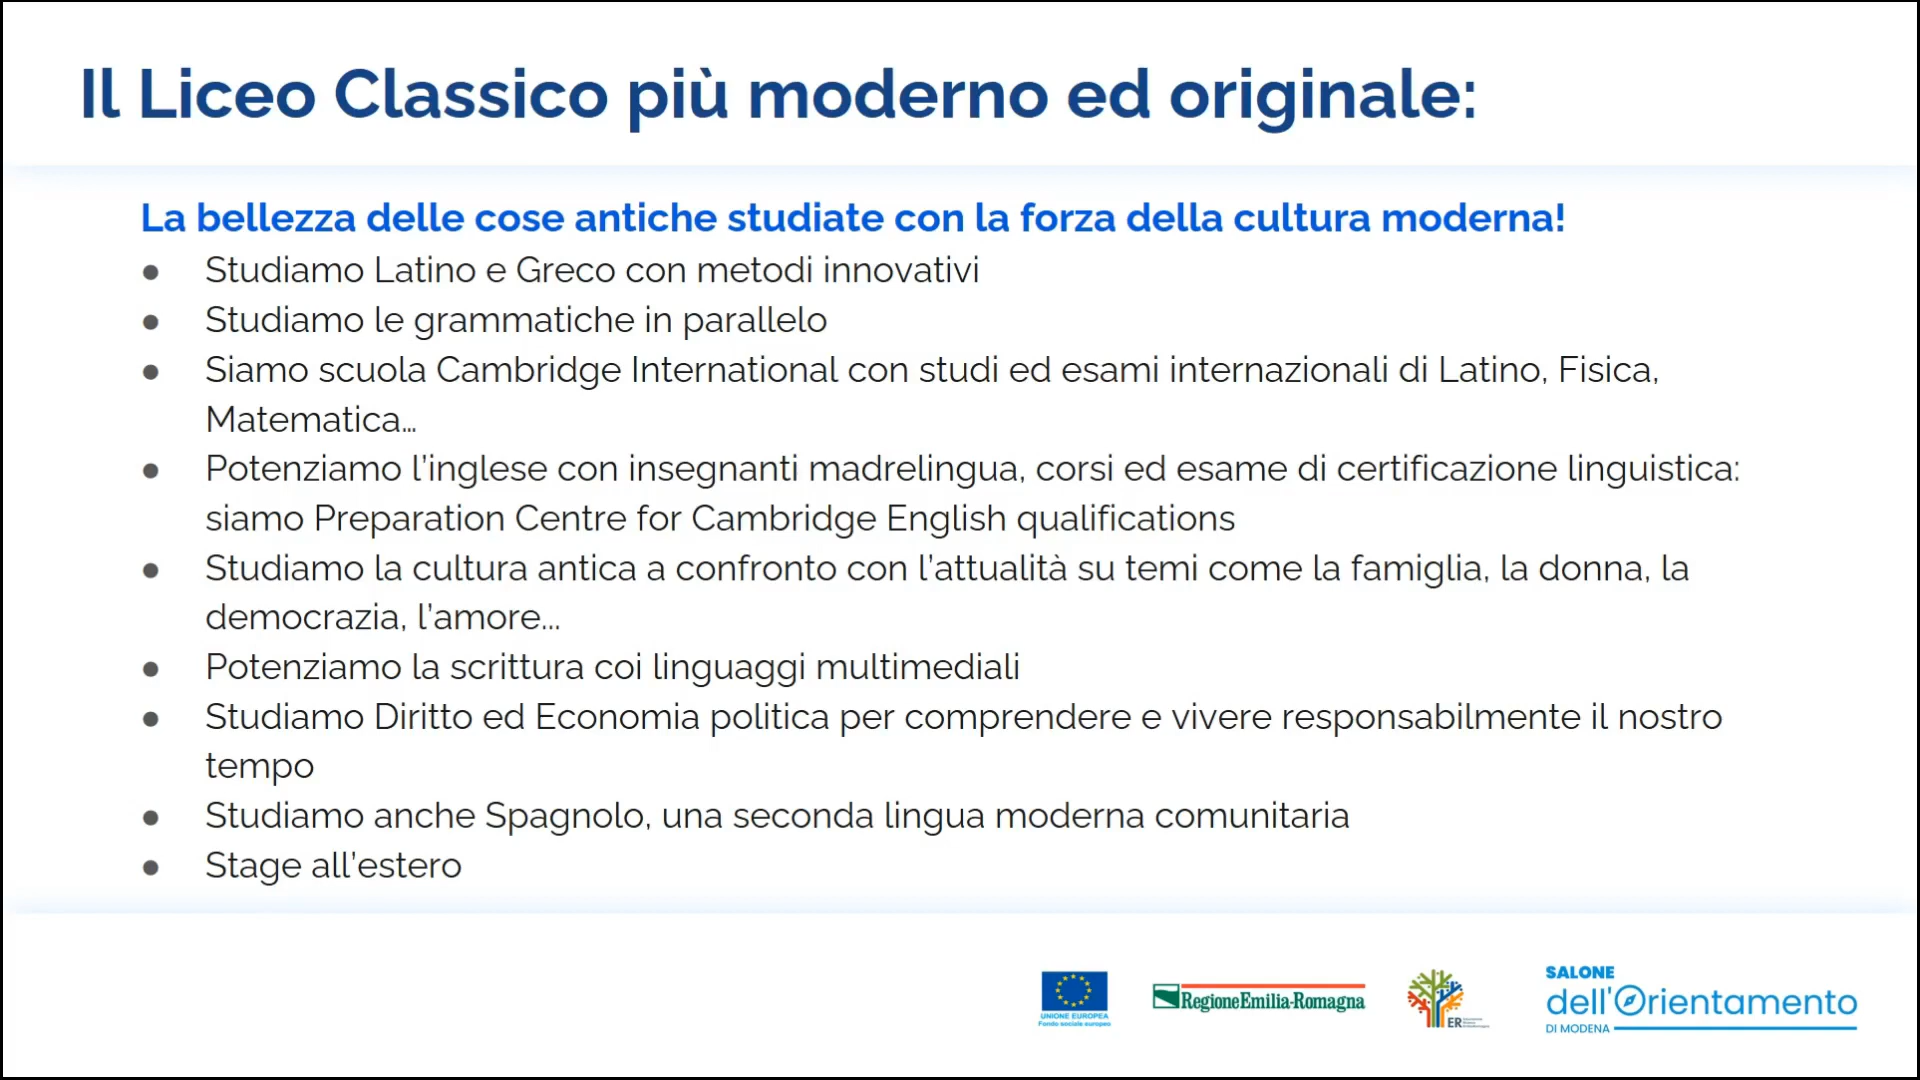 Il Liceo Classico più moderno ed originale:
La bellezza delle cose antiche studiate con la forza della cultura moderna!
● Studiamo Latino e Greco con metodi innovativi
● Studiamo le grammatiche in parallelo
● Siamo scuola Cambridge International con studi ed esami internazionali di Latino, Fisica,
Matematica…
● Potenziamo l'inglese con insegnanti madrelingua, corsi ed esame di certificazione linguistica:
siamo Preparation Centre for Cambridge English qualifications
● Studiamo la cultura antica a confronto con l'attualità su temi come la famiglia, la donna, la
democrazia, l'amore...
● Potenziamo la scrittura coi linguaggi multimediali
● Studiamo Diritto ed Economia politica per comprendere e vivere responsabilmente il nostro
tempo
● Studiamo anche Spagnolo, una seconda lingua moderna comunitaria
● Stage all'estero
UNIONE EUROPEA
Fondo sociale europeo
RegioneEmilia-Romagna
ER
SALONE
dell'Orientamento
DI MODENA